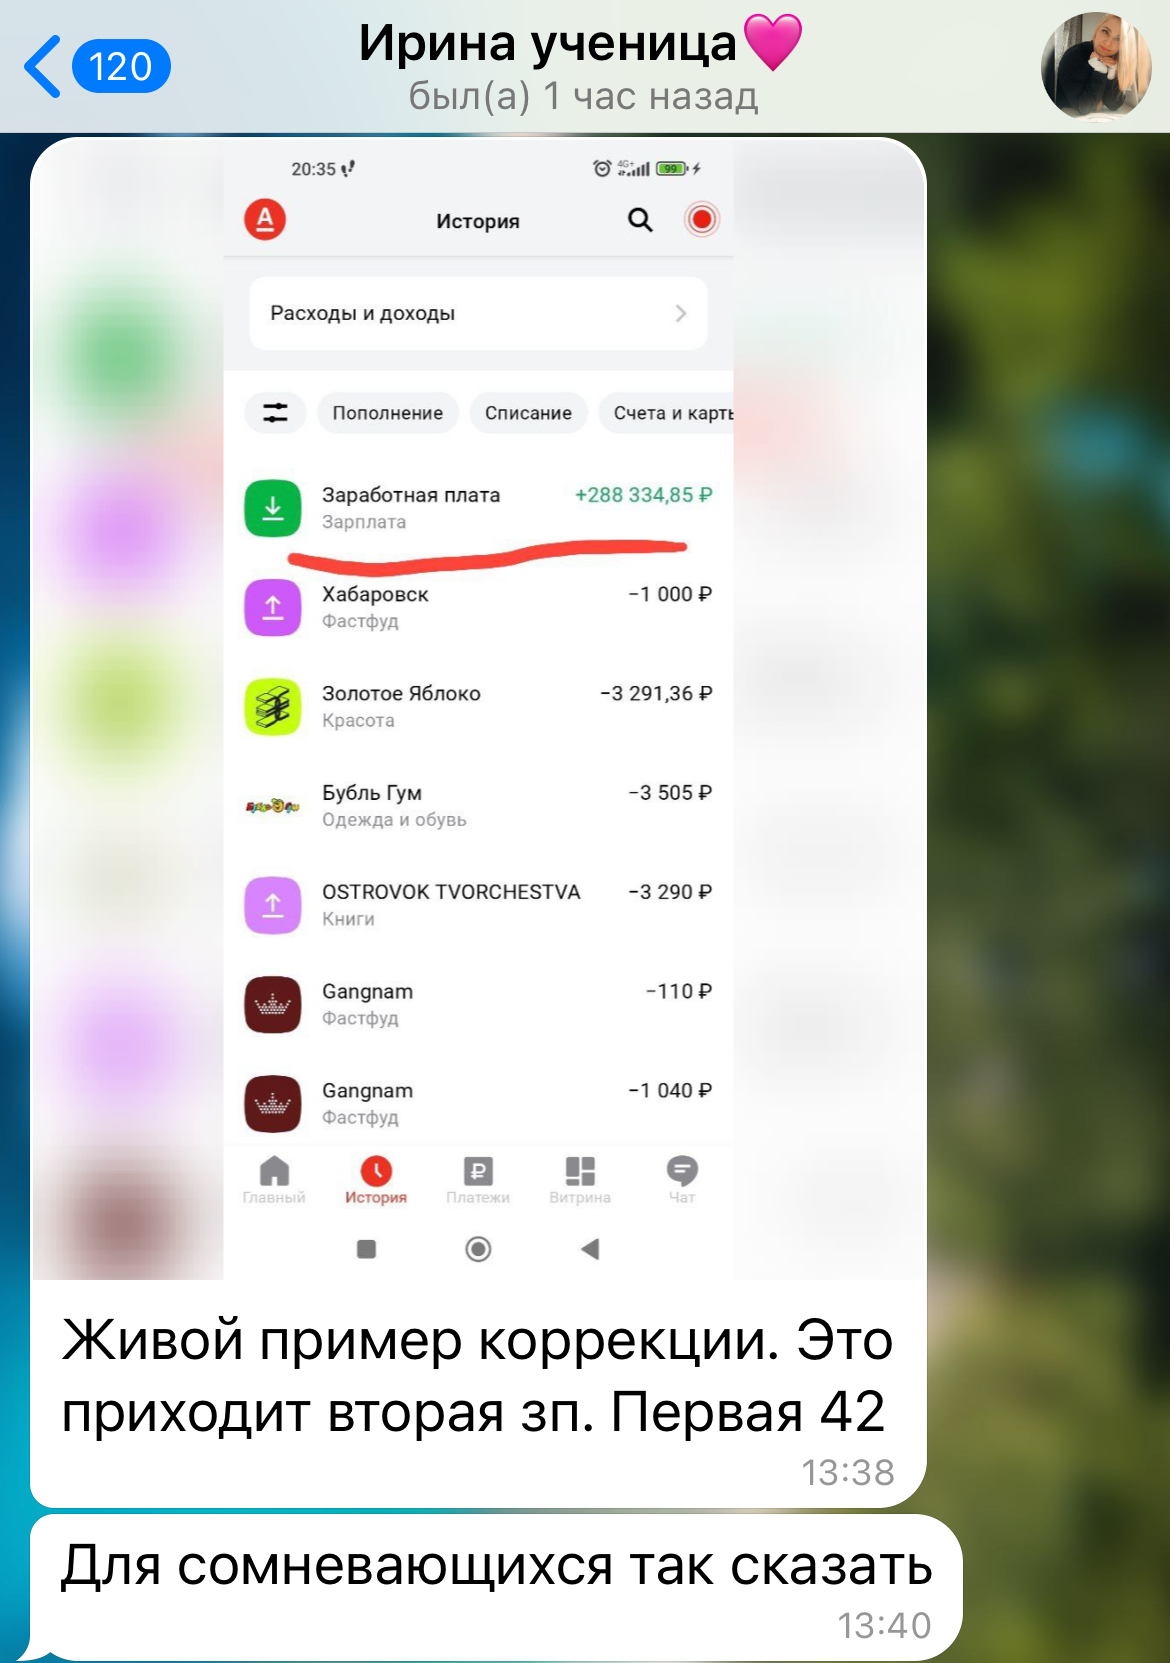 120
Ирина ученица🩷
был(а) 1 час назад
20:35
4G+
99
А
История
Расходы и доходы
Пополнение
Списание
Счета и карты
Заработная плата
+288 334,85 ₽
Зарплата
Хабаровск
−1 000 ₽
Фастфуд
Золотое Яблоко
−3 291,36 ₽
Красота
Бубль Гум
−3 505 ₽
Одежда и обувь
OSTROVOK TVORCHESTVA
−3 290 ₽
Книги
Gangnam
−110 ₽
Фастфуд
Gangnam
−1 040 ₽
Фастфуд
Главный
История
Платежи
Витрина
Чат
Живой пример коррекции. Это
приходит вторая зп. Первая 42
13:38
Для сомневающихся так сказать
13:40